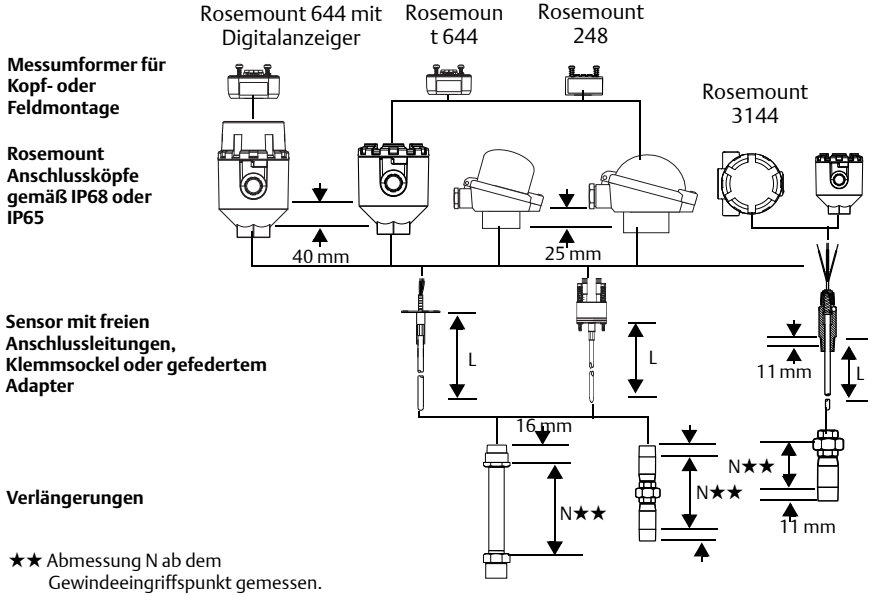 Rosemount 644 mit
Digitalanzeiger
Rosemoun
t 644
Rosemount
248
Messumformer für
Kopf- oder
Feldmontage
Rosemount
3144
Rosemount
Anschlussköpfe
gemäß IP68 oder
IP65
40 mm
25 mm
Sensor mit freien
Anschlussleitungen,
Klemmsockel oder gefedertem
Adapter
L
L
11 mm
L
16 mm
N★★
N★★
N★★
11 mm
Verlängerungen
★★ Abmessung N ab dem
Gewindeeingriffspunkt gemessen.